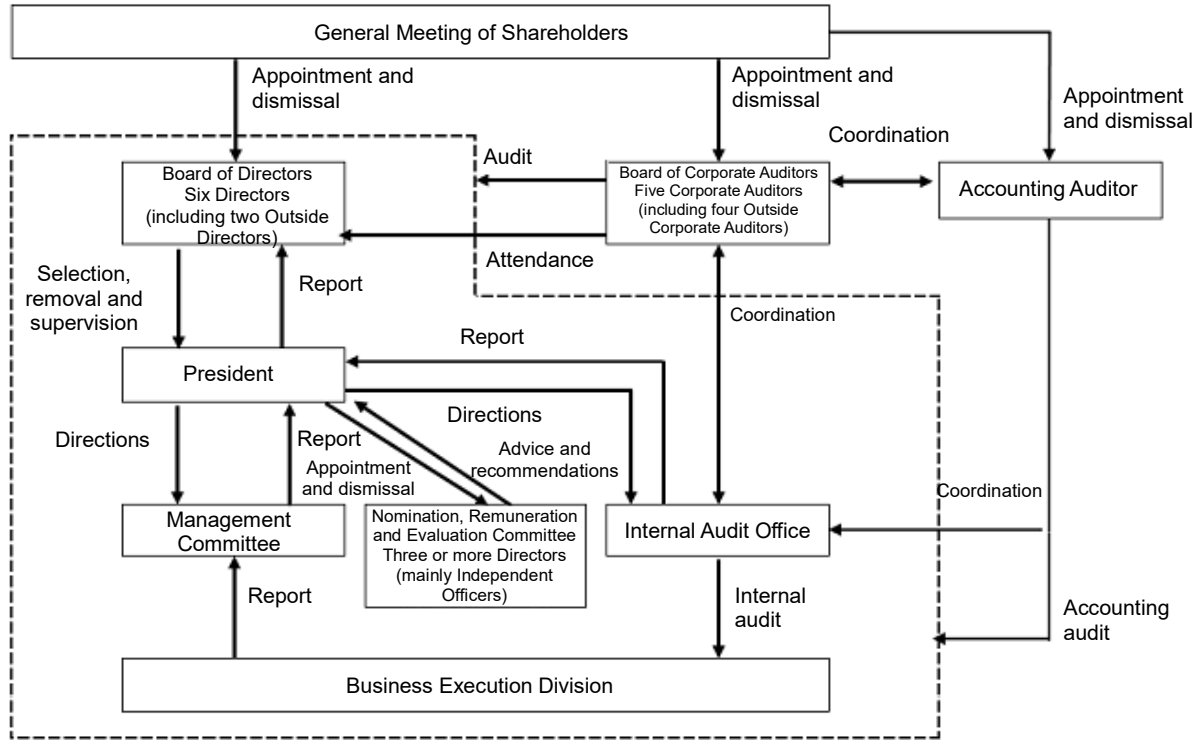 General Meeting of Shareholders
Appointment and
dismissal
Appointment and
dismissal
Appointment
and dismissal
Coordination
Audit
Board of Directors
Six Directors
(including two Outside
Directors)
Board of Corporate Auditors
Five Corporate Auditors
(including four Outside
Corporate Auditors)
Accounting Auditor
Attendance
Selection,
removal and
supervision
Report
Coordination
Report
President
Directions
Directions
Report
Advice and
recommendations
Appointment
and dismissal
Coordination
Management
Committee
Nomination, Remuneration
and Evaluation Committee
Three or more Directors
(mainly Independent
Officers)
Internal Audit Office
Report
Internal
audit
Accounting
audit
Business Execution Division